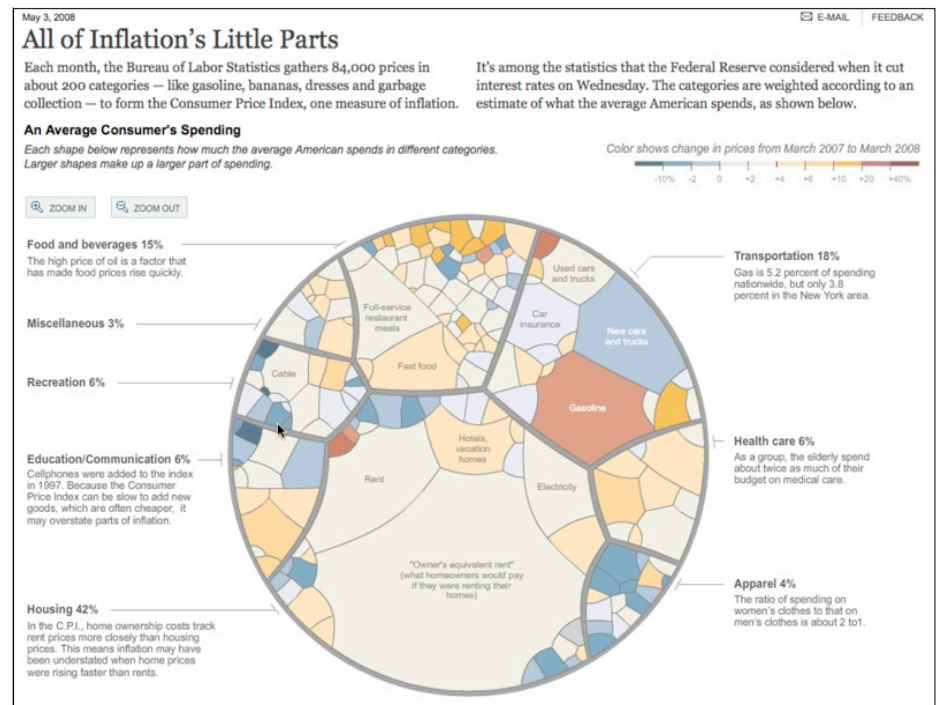 May 3, 2008
E-MAIL
FEEDBACK
All of Inflation's Little Parts
Each month, the Bureau of Labor Statistics gathers 84,000 prices in
about 200 categories — like gasoline, bananas, dresses and garbage
collection — to form the Consumer Price Index, one measure of inflation.
It's among the statistics that the Federal Reserve considered when it cut
interest rates on Wednesday. The categories are weighted according to an
estimate of what the average American spends, as shown below.
An Average Consumer's Spending
Each shape below represents how much the average American spends in different categories.
Larger shapes make up a larger part of spending.
Color shows change in prices from March 2007 to March 2008
-10% -2 0 +2 +4 +6 +10 +20 +40%
ZOOM IN
ZOOM OUT
Food and beverages 15%
The high price of oil is a factor that
has made food prices rise quickly.
Miscellaneous 3%
Recreation 6%
Education/Communication 6%
Cellphones were added to the index
in 1997. Because the Consumer
Price Index can be slow to add new
goods, which are often cheaper, it
may overstate parts of inflation.
Housing 42%
In the C.P.I., home ownership costs track
rent prices more closely than housing
prices. This means inflation may have
been understated when home prices
were rising faster than rents.
Full-service
restaurant
meals
Fast food
Used cars
and trucks
Car
insurance
New cars
and trucks
Gasoline
Cable
Rent
Hotels,
vacation
homes
Electricity
"Owner's equivalent rent"
(what homeowners would pay
if they were renting their
homes)
Transportation 18%
Gas is 5.2 percent of spending
nationwide, but only 3.8
percent in the New York area.
Health care 6%
As a group, the elderly spend
about twice as much of their
budget on medical care.
Apparel 4%
The ratio of spending on
women's clothes to that on
men's clothes is about 2 to1.